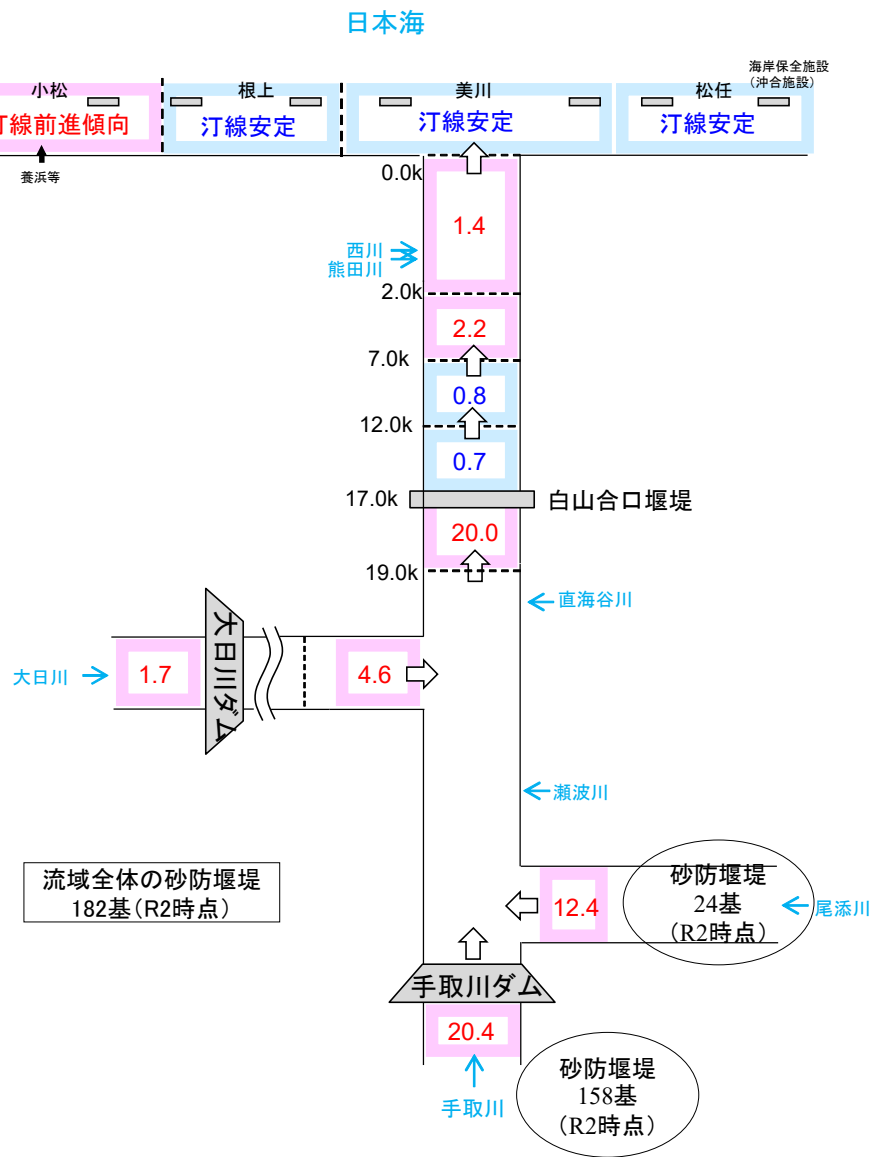 日本海
海岸保全施設
（沖合施設）
小松
根上
美川
松任
汀線前進傾向
汀線安定
汀線安定
汀線安定
養浜等
0.0k
1.4
西川
熊田川
2.0k
2.2
7.0k
0.8
12.0k
0.7
17.0k
白山合口堰堤
20.0
19.0k
直海谷川
大日川ダム
大日川
1.7
4.6
瀬波川
流域全体の砂防堰堤
182基（R2時点）
砂防堰堤
24基
（R2時点）
12.4
尾添川
手取川ダム
20.4
砂防堰堤
158基
（R2時点）
手取川